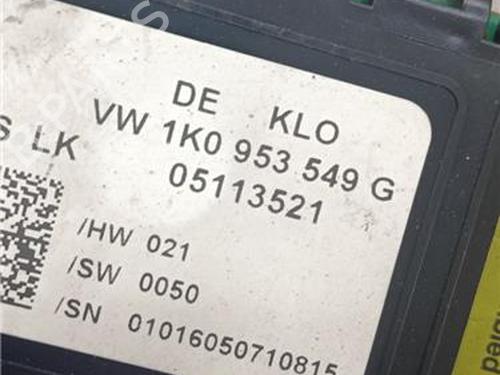 DE KLO
VW 1K0 953 549 G
S LK
05113521
/HW 021
/SW 0050
/SN 01016050710815